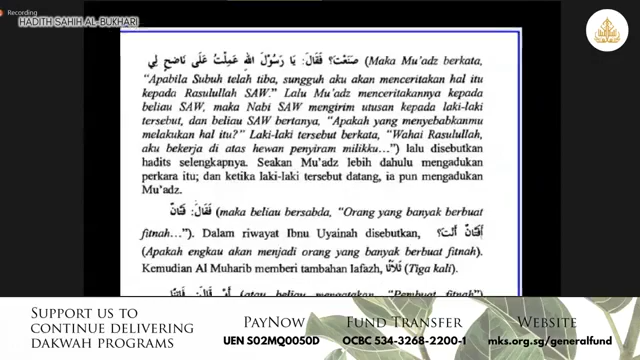 Recording
HADITH SAHIH AL-BUKHARI
صَنَعْتَ؟ فَقَالَ: يَا رَسُوْلَ اللهِ عَمِلْتُ عَلَى نَاضِحٍ لِي (Maka Mu'adz berkata,
"Apabila Subuh telah tiba, sungguh aku akan menceritakan hal itu
kepada Rasulullah SAW." Lalu Mu'adz menceritakannya kepada
beliau SAW, maka Nabi SAW mengirim utusan kepada laki-laki
tersebut, dan beliau SAW bertanya, "Apakah yang menyebabkanmu
melakukan hal itu?" Laki-laki tersebut berkata, "Wahai Rasulullah,
aku bekerja di atas hewan penyiram milikku...") lalu disebutkan
hadits selengkapnya. Seakan Mu'adz lebih dahulu mengadukan
perkara itu; dan ketika laki-laki tersebut datang, ia pun mengadukan
Mu'adz.
فَقَالَ: فَتَّانٌ (maka beliau bersabda, "Orang yang banyak berbuat
fitnah..."). Dalam riwayat Ibnu Uyainah disebutkan, أَفَتَّانٌ أَنْتَ؟
(Apakah engkau akan menjadi orang yang banyak berbuat fitnah).
Kemudian Al Muharib memberi tambahan lafazh, ثَلاَثًا (Tiga kali).
أَوْ قَالَ: فَاتِنًا (atau beliau mengatakan, "Pembuat fitnah")
SUPPORT US TO
CONTINUE DELIVERING
DAKWAH PROGRAMS
PAYNOW
UEN S02MQ0050D
FUND TRANSFER
OCBC 534-3268-2200-1
WEBSITE
mks.org.sg/generalfund